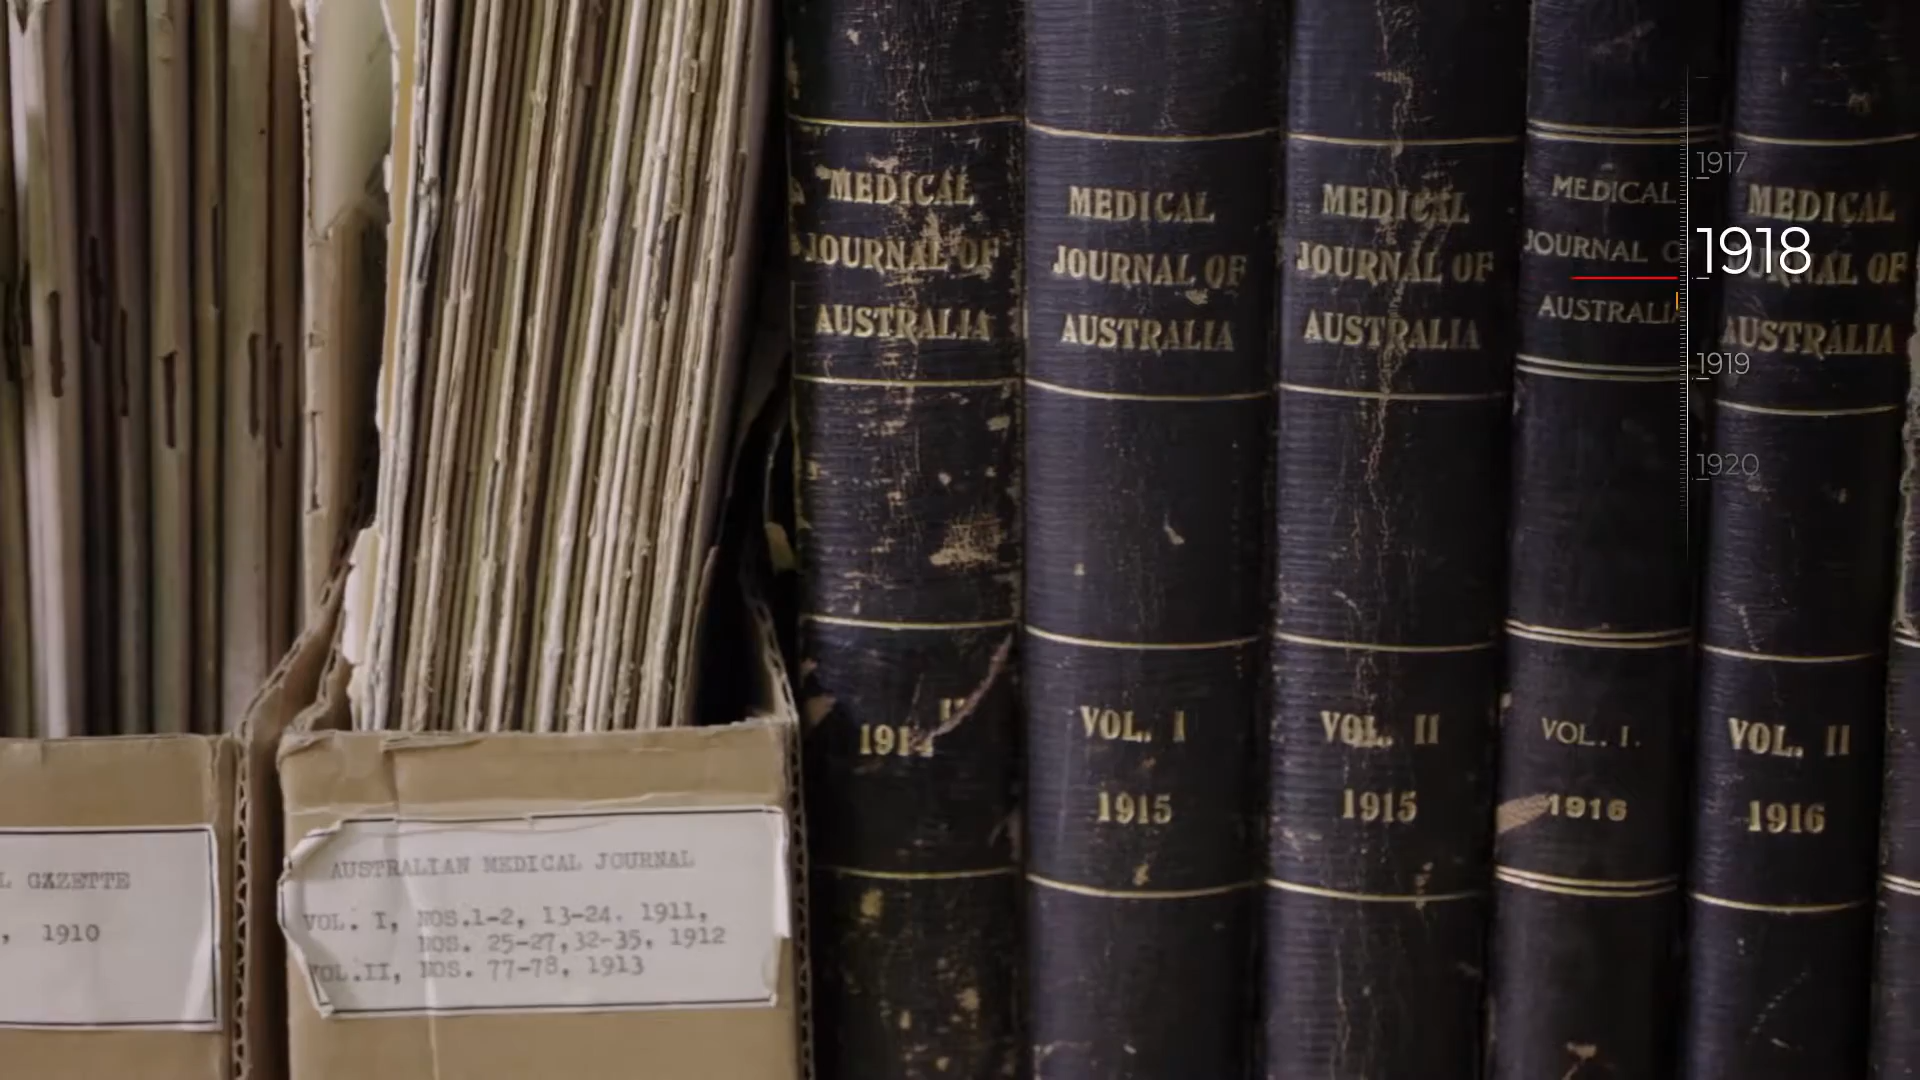 MEDICAL
JOURNAL OF
AUSTRALIA
MEDICAL
JOURNAL OF
AUSTRALIA
VOL. I
1915
MEDICAL
JOURNAL OF
AUSTRALIA
VOL. II
1915
MEDICAL
JOURNAL
AUSTRALIA
VOL. I.
1916
MEDICAL
OF
AUSTRALIA
VOL. II
1916
1917
1918
1919
1920
GAZETTE
, 1910
AUSTRALIAN MEDICAL JOURNAL
VOL. I, NOS.1-2, 13-24. 1911,
NOS. 25-27,32-35, 1912
VOL.II, NOS. 77-78, 1913